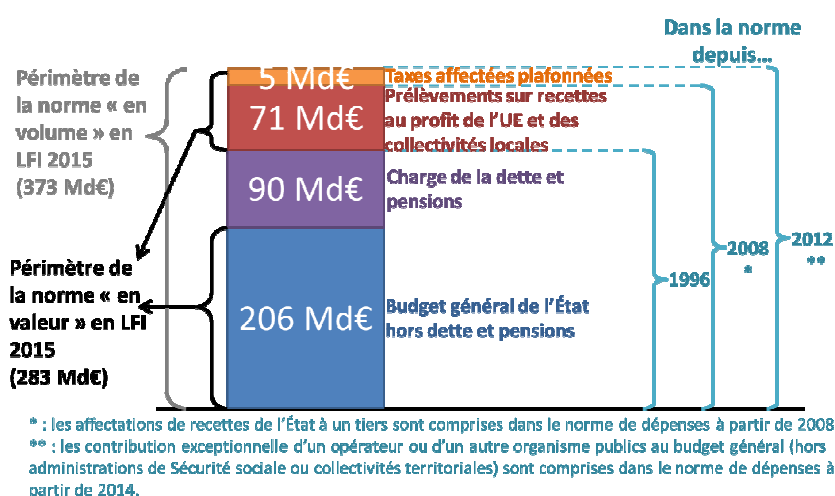 Dans la norme
depuis...
Périmètre de
la norme « en
volume » en
LFI 2015
(373 Md€)
5 Md€
Taxes affectées plafonnées
71 Md€
Prélèvements sur recettes
au profit de l’UE et des
collectivités locales
90 Md€
Charge de la dette et
pensions
Périmètre de
la norme « en
valeur » en LFI
2015
(283 Md€)
206 Md€
Budget général de l’État
hors dette et pensions
1996
2008
*
2012
**
* : les affectations de recettes de l’État à un tiers sont comprises dans le norme de dépenses à partir de 2008
** : les contribution exceptionnelle d’un opérateur ou d’un autre organisme publics au budget général (hors
administrations de Sécurité sociale ou collectivités territoriales) sont comprises dans le norme de dépenses à
partir de 2014.